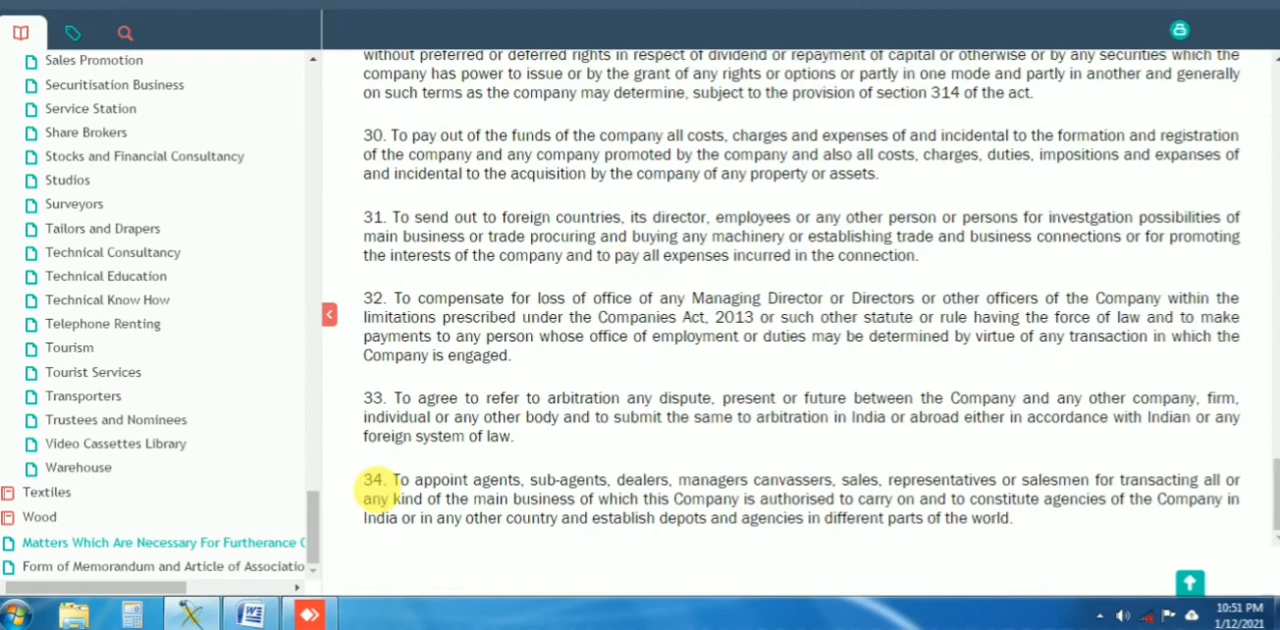 Sales Promotion
Securitisation Business
Service Station
Share Brokers
Stocks and Financial Consultancy
Studios
Surveyors
Tailors and Drapers
Technical Consultancy
Technical Education
Technical Know How
Telephone Renting
Tourism
Tourist Services
Transporters
Trustees and Nominees
Video Cassettes Library
Warehouse
Textiles
Wood
Matters Which Are Necessary For Furtherance
Form of Memorandum and Article of Associatio
without preferred or deferred rights in respect of dividend or repayment of capital or otherwise or by any securities which the
company has power to issue or by the grant of any rights or options or partly in one mode and partly in another and generally
on such terms as the company may determine, subject to the provision of section 314 of the act.
30. To pay out of the funds of the company all costs, charges and expenses of and incidental to the formation and registration
of the company and any company promoted by the company and also all costs, charges, duties, impositions and expanses of
and incidental to the acquisition by the company of any property or assets.
31. To send out to foreign countries, its director, employees or any other person or persons for investgation possibilities of
main business or trade procuring and buying any machinery or establishing trade and business connections or for promoting
the interests of the company and to pay all expenses incurred in the connection.
32. To compensate for loss of office of any Managing Director or Directors or other officers of the Company within the
limitations prescribed under the Companies Act, 2013 or such other statute or rule having the force of law and to make
payments to any person whose office of employment or duties may be determined by virtue of any transaction in which the
Company is engaged.
33. To agree to refer to arbitration any dispute, present or future between the Company and any other company, firm,
individual or any other body and to submit the same to arbitration in India or abroad either in accordance with Indian or any
foreign system of law.
34. To appoint agents, sub-agents, dealers, managers canvassers, sales, representatives or salesmen for transacting all or
any kind of the main business of which this Company is authorised to carry on and to constitute agencies of the Company in
India or in any other country and establish depots and agencies in different parts of the world.
10:51 PM
1/12/2021